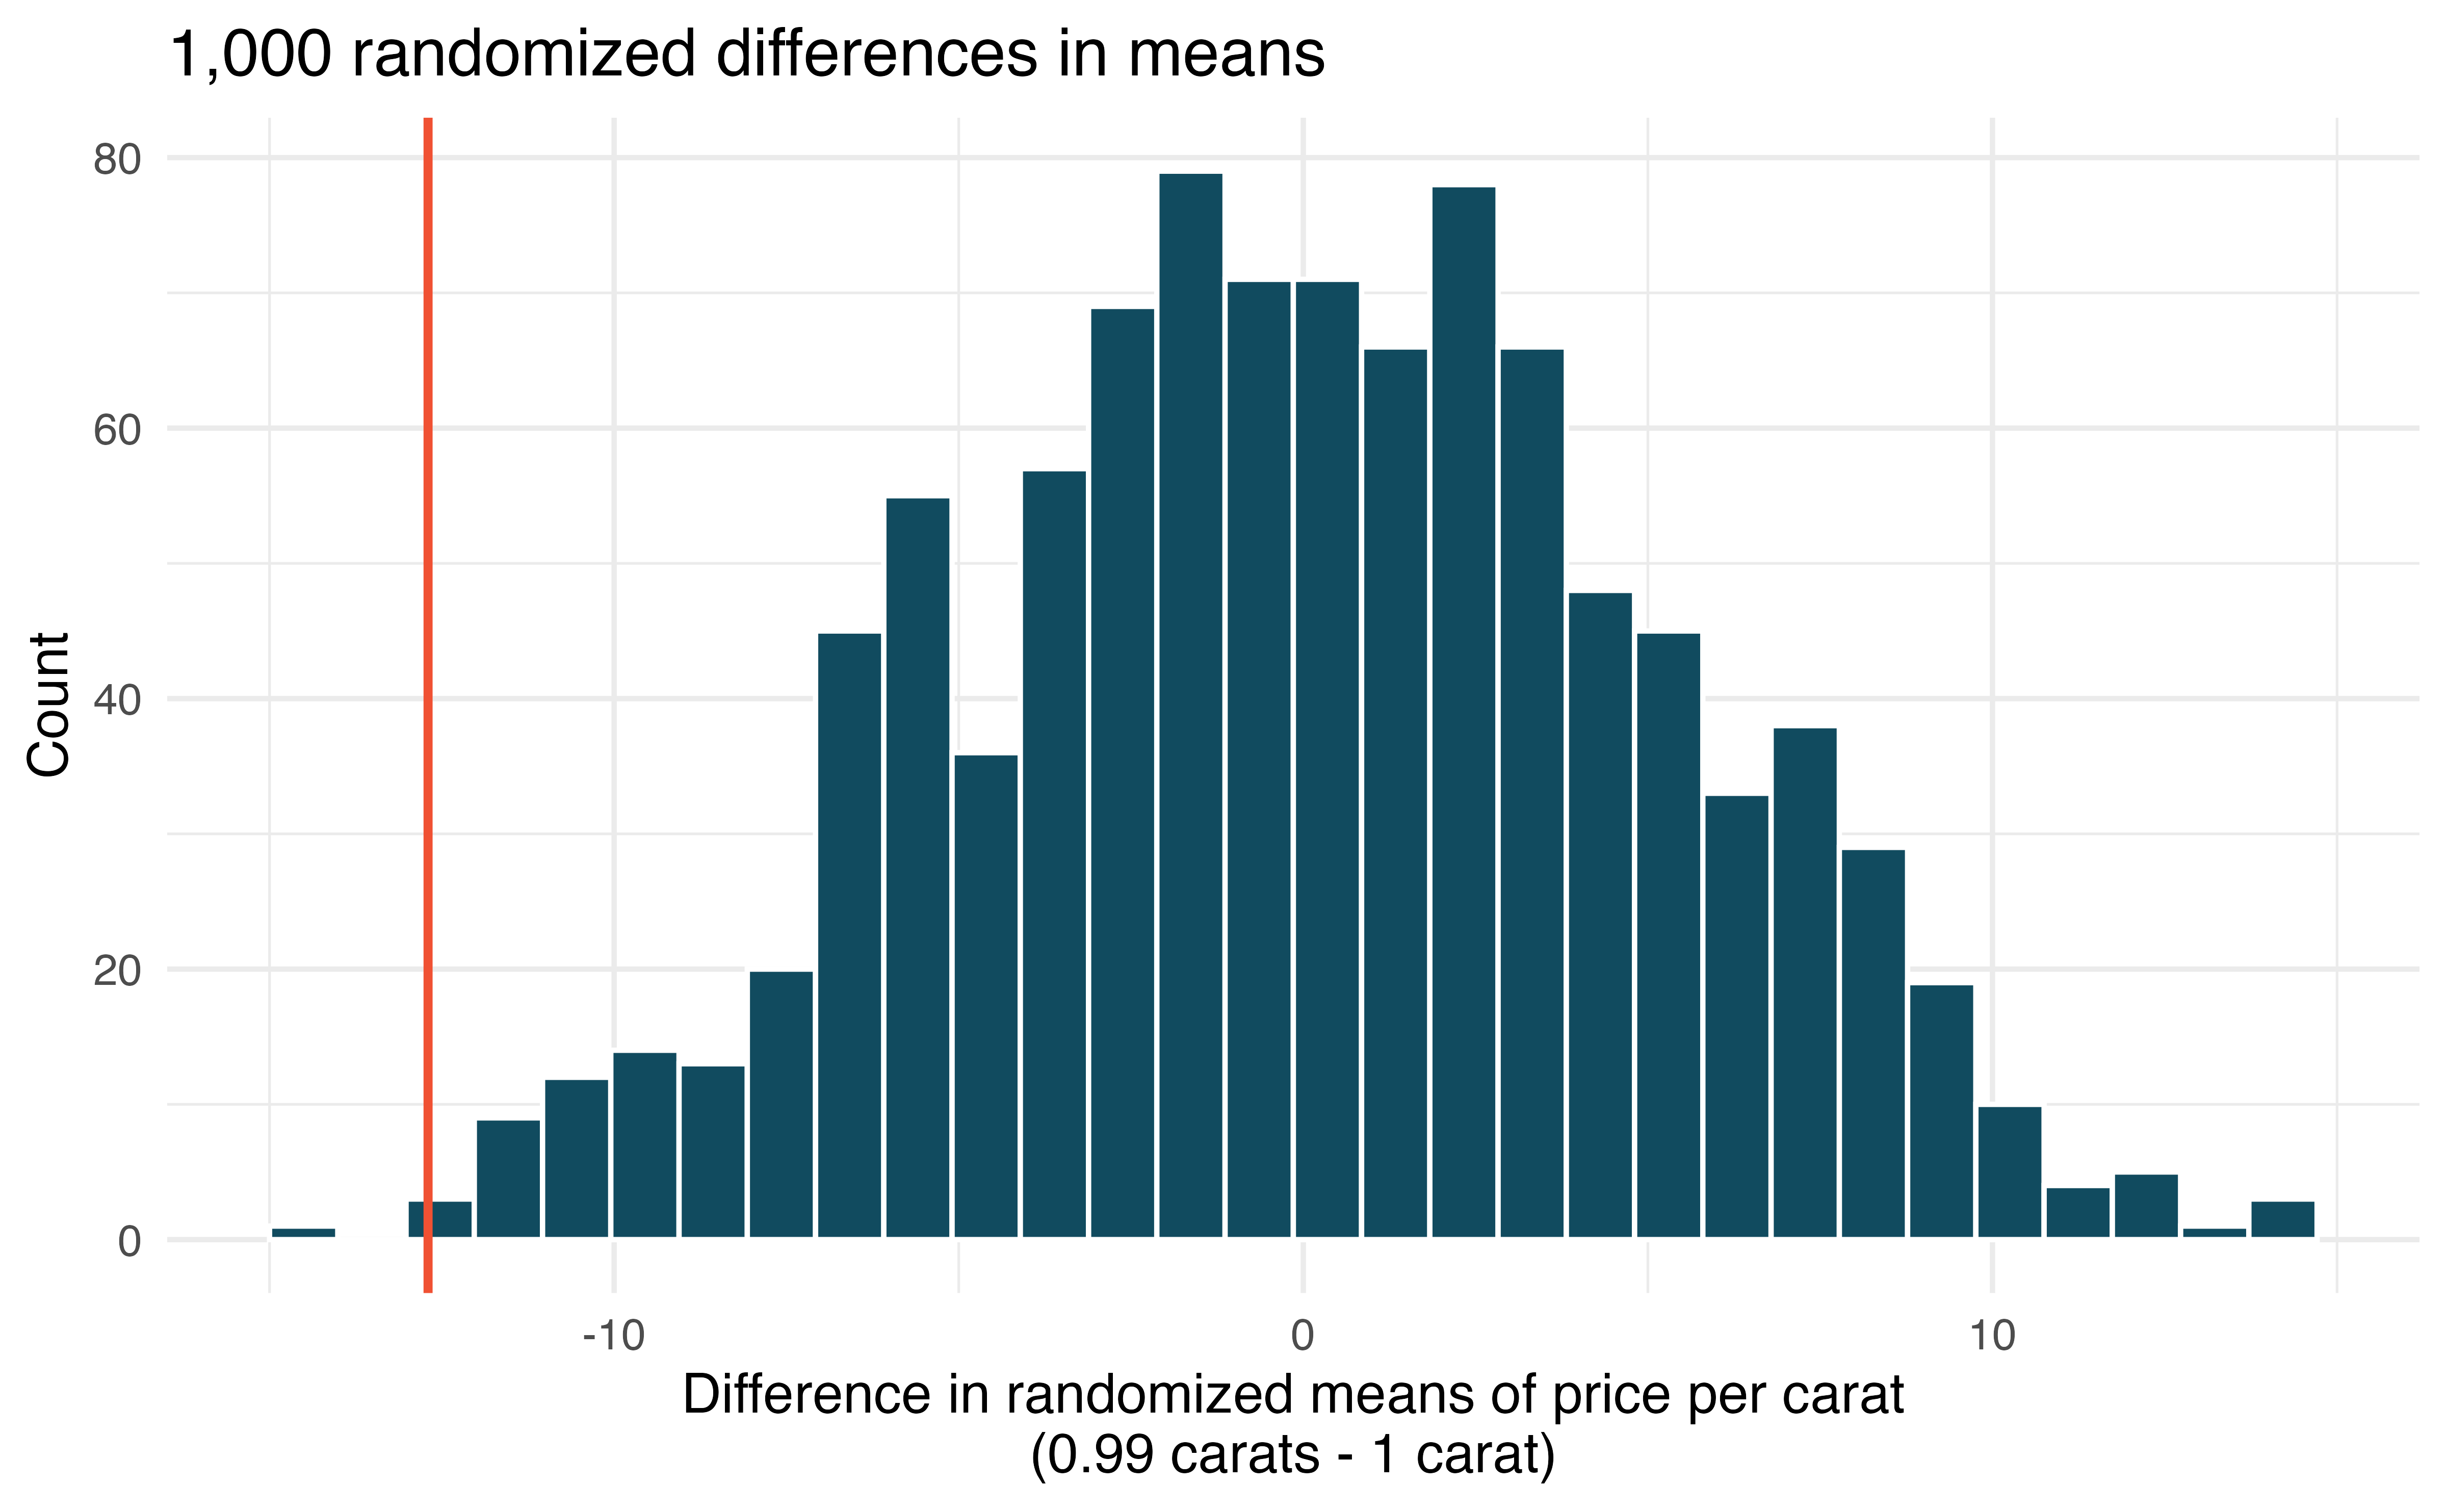 1,000 randomized differences in means
80
60
40
20
0
Count
-10
0
10
Difference in randomized means of price per carat
(0.99 carats - 1 carat)